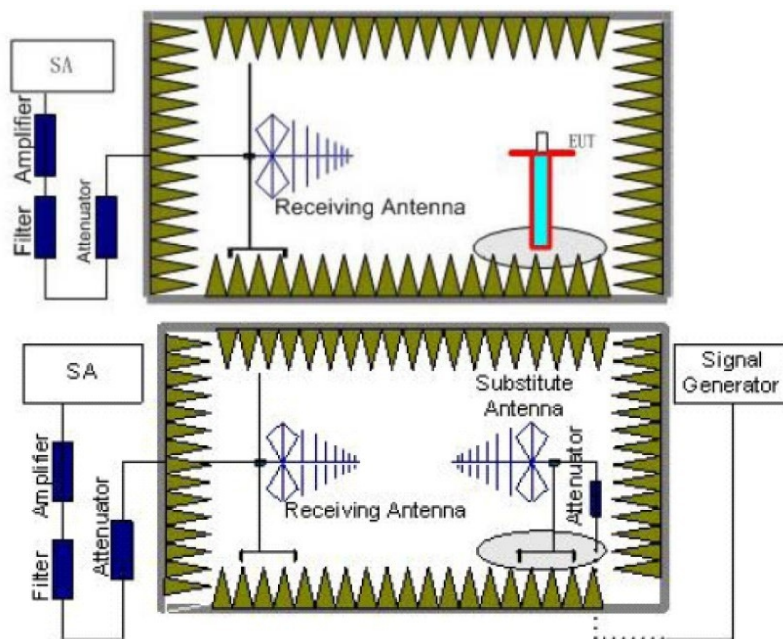 SA
Amplifier
Filter
Attenuator
Receiving Antenna
EUT
SA
Amplifier
Filter
Attenuator
Receiving Antenna
Substitute
Antenna
Attenuator
Signal
Generator